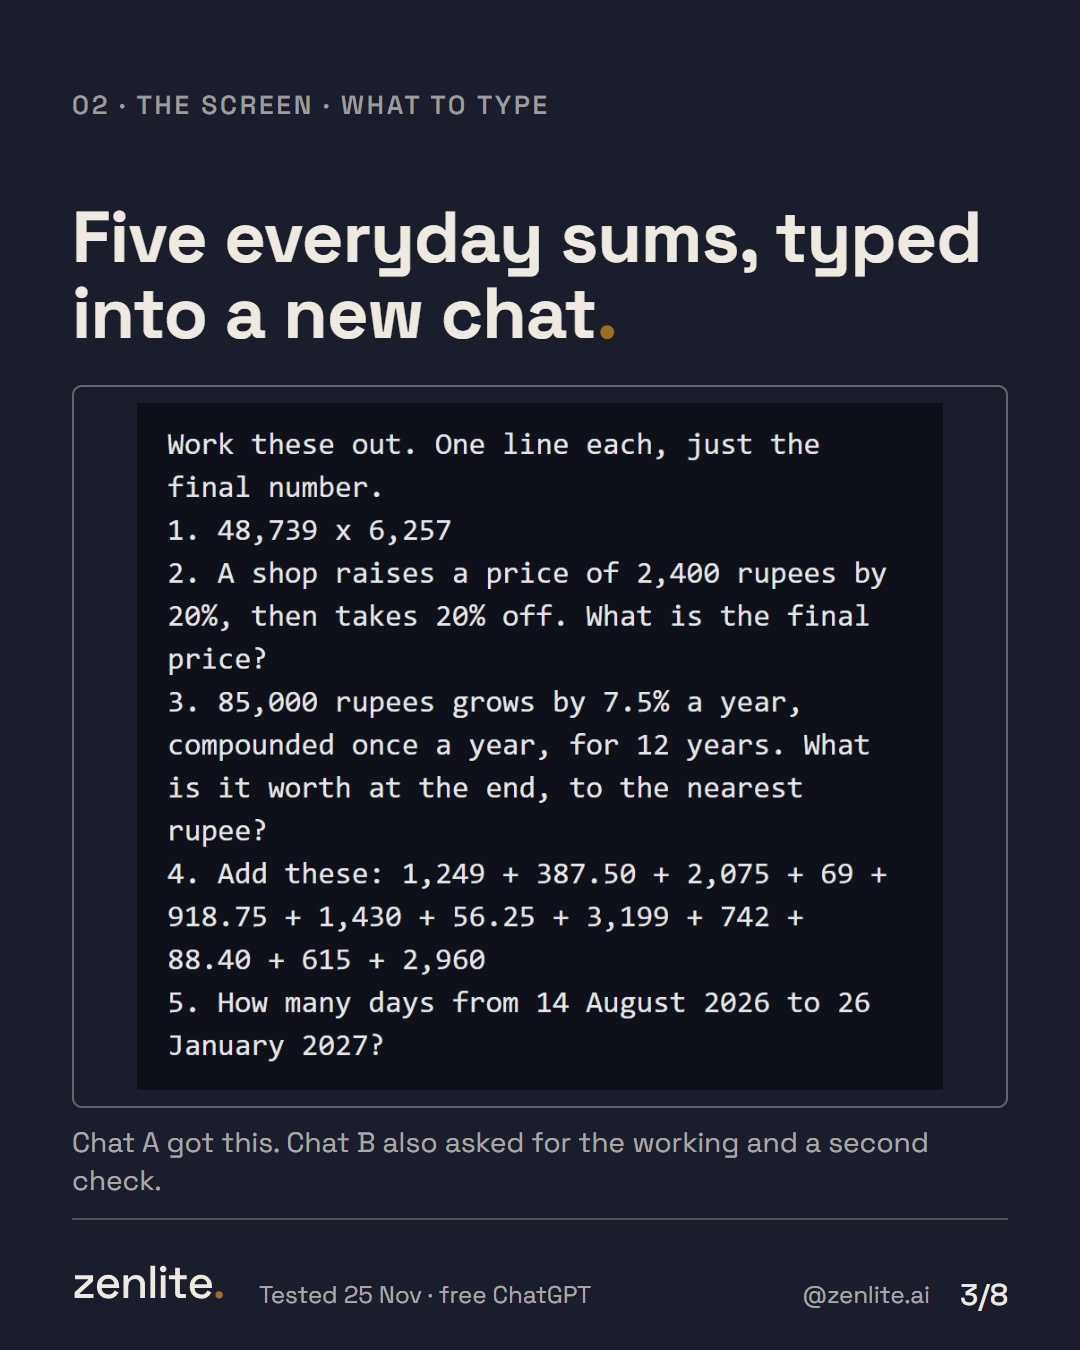 02 · THE SCREEN · WHAT TO TYPE
Five everyday sums, typed
into a new chat.
Work these out. One line each, just the
final number.
1. 48,739 x 6,257
2. A shop raises a price of 2,400 rupees by
20%, then takes 20% off. What is the final
price?
3. 85,000 rupees grows by 7.5% a year,
compounded once a year, for 12 years. What
is it worth at the end, to the nearest
rupee?
4. Add these: 1,249 + 387.50 + 2,075 + 69 +
918.75 + 1,430 + 56.25 + 3,199 + 742 +
88.40 + 615 + 2,960
5. How many days from 14 August 2026 to 26
January 2027?
Chat A got this. Chat B also asked for the working and a second
check.
zenlite. Tested 25 Nov · free ChatGPT @zenlite.ai 3/8